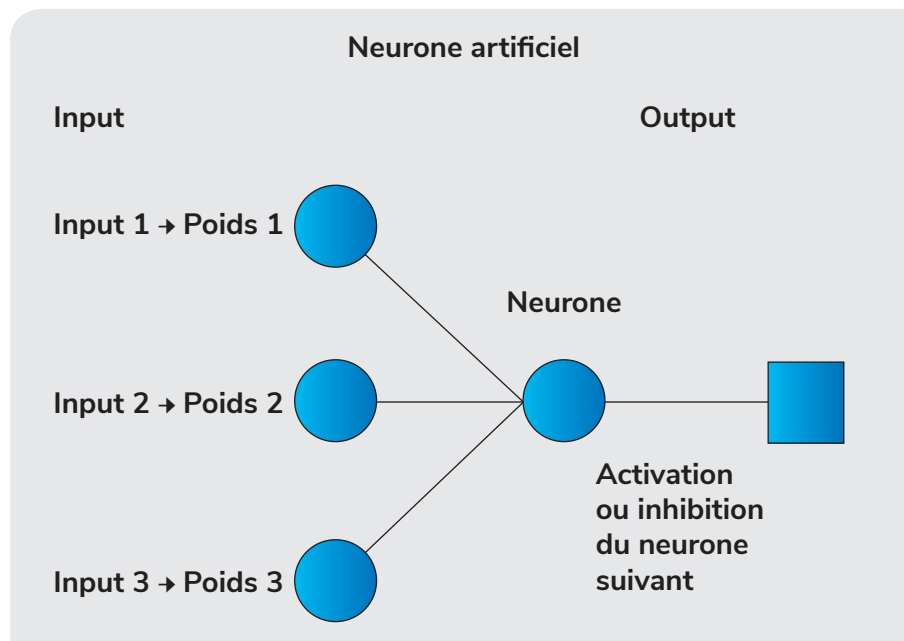 Neurone artificiel
Input
Output
Input 1 → Poids 1
Neurone
Input 2 → Poids 2
Activation
ou inhibition
du neurone
suivant
Input 3 → Poids 3